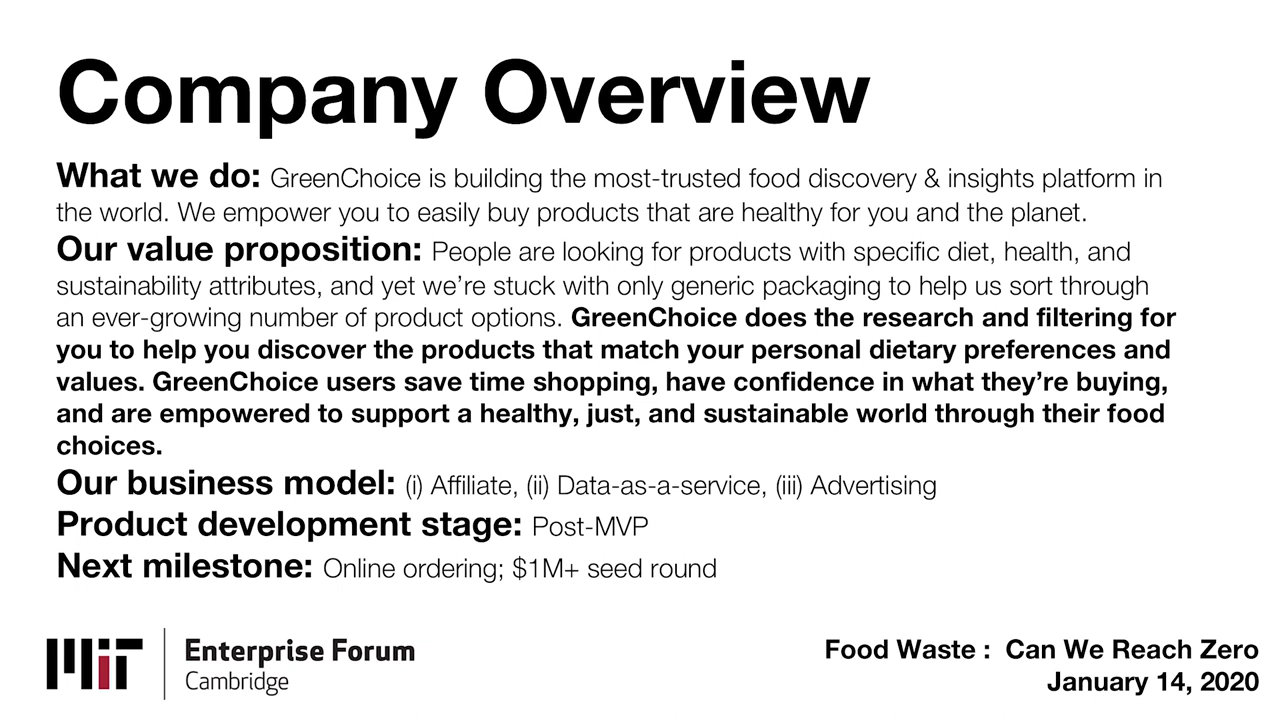 Company Overview
What we do: GreenChoice is building the most-trusted food discovery & insights platform in
the world. We empower you to easily buy products that are healthy for you and the planet.
Our value proposition: People are looking for products with specific diet, health, and
sustainability attributes, and yet we’re stuck with only generic packaging to help us sort through
an ever-growing number of product options. GreenChoice does the research and filtering for
you to help you discover the products that match your personal dietary preferences and
values. GreenChoice users save time shopping, have confidence in what they’re buying,
and are empowered to support a healthy, just, and sustainable world through their food
choices.
Our business model: (i) Affiliate, (ii) Data-as-a-service, (iii) Advertising
Product development stage: Post-MVP
Next milestone: Online ordering; $1M+ seed round
MIT
Enterprise Forum
Cambridge
Food Waste : Can We Reach Zero
January 14, 2020